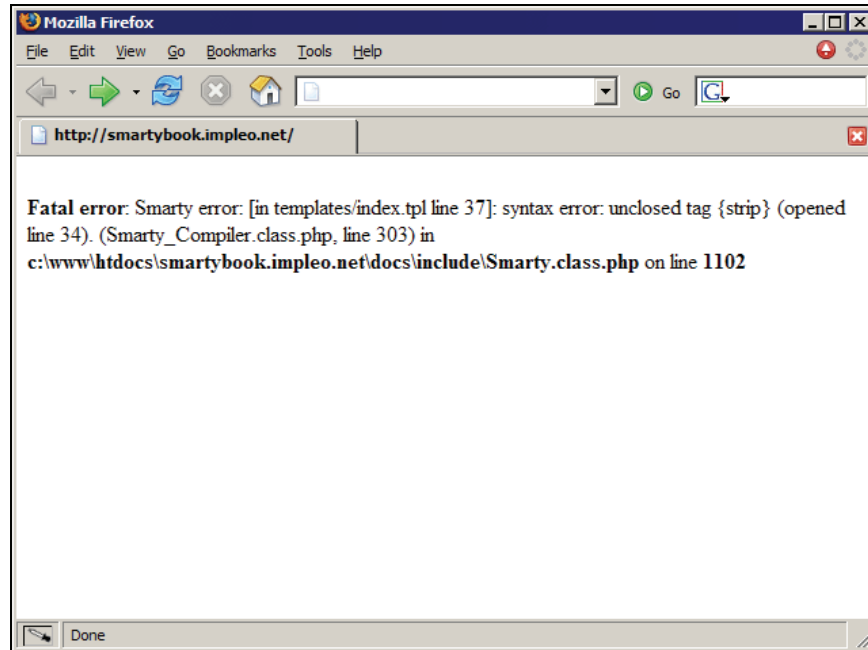 Mozilla Firefox
File Edit View Go Bookmarks Tools Help
Go G
http://smartybook.impleo.net/
Fatal error: Smarty error: [in templates/index.tpl line 37]: syntax error: unclosed tag {strip} (opened
line 34). (Smarty_Compiler.class.php, line 303) in
c:\www\htdocs\smartybook.impleo.net\docs\include\Smarty.class.php on line 1102
Done